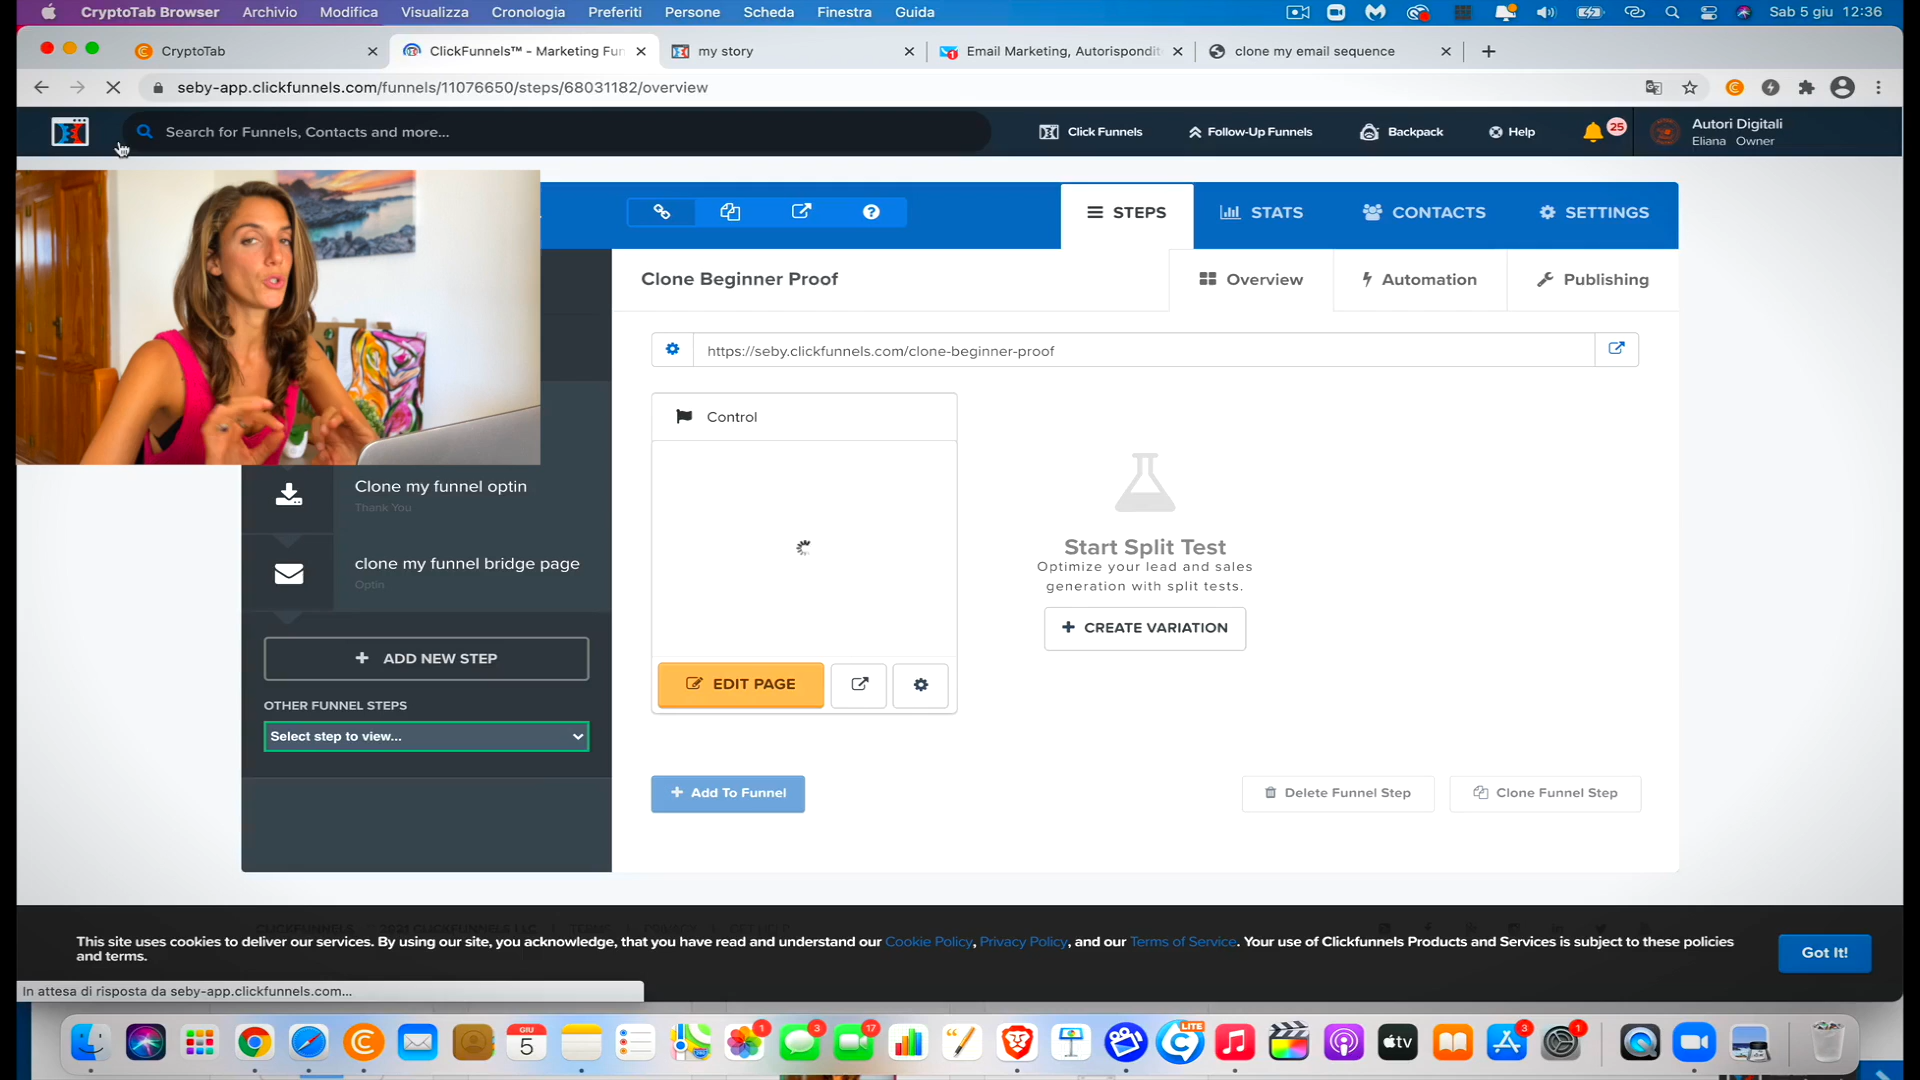 CryptoTab Browser Archivio Modifica Visualizza Cronologia Preferiti Persone Scheda Finestra Guida Sab 5 giu 12:36
CryptoTab ClickFunnels™ - Marketing Fun my story Email Marketing, Autorispondit clone my email sequence
seby-app.clickfunnels.com/funnels/11076650/steps/68031182/overview
Search for Funnels, Contacts and more...
Click Funnels Follow-Up Funnels Backpack Help 25
Autori Digitali
Eliana Owner
STEPS STATS CONTACTS SETTINGS
Clone Beginner Proof
Overview Automation Publishing
https://seby.clickfunnels.com/clone-beginner-proof
Control
Clone my funnel optin
Thank You
clone my funnel bridge page
Optin
ADD NEW STEP
OTHER FUNNEL STEPS
Select step to view...
Start Split Test
Optimize your lead and sales
generation with split tests.
CREATE VARIATION
EDIT PAGE
Add To Funnel
Delete Funnel Step
Clone Funnel Step
This site uses cookies to deliver our services. By using our site, you acknowledge, that you have read and understand our Cookie Policy, Privacy Policy, and our Terms of Service. Your use of Clickfunnels Products and Services is subject to these policies
and terms.
Got It!
In attesa di risposta da seby-app.clickfunnels.com...
GIU
5
1
3
17
LITE
tv
3
1